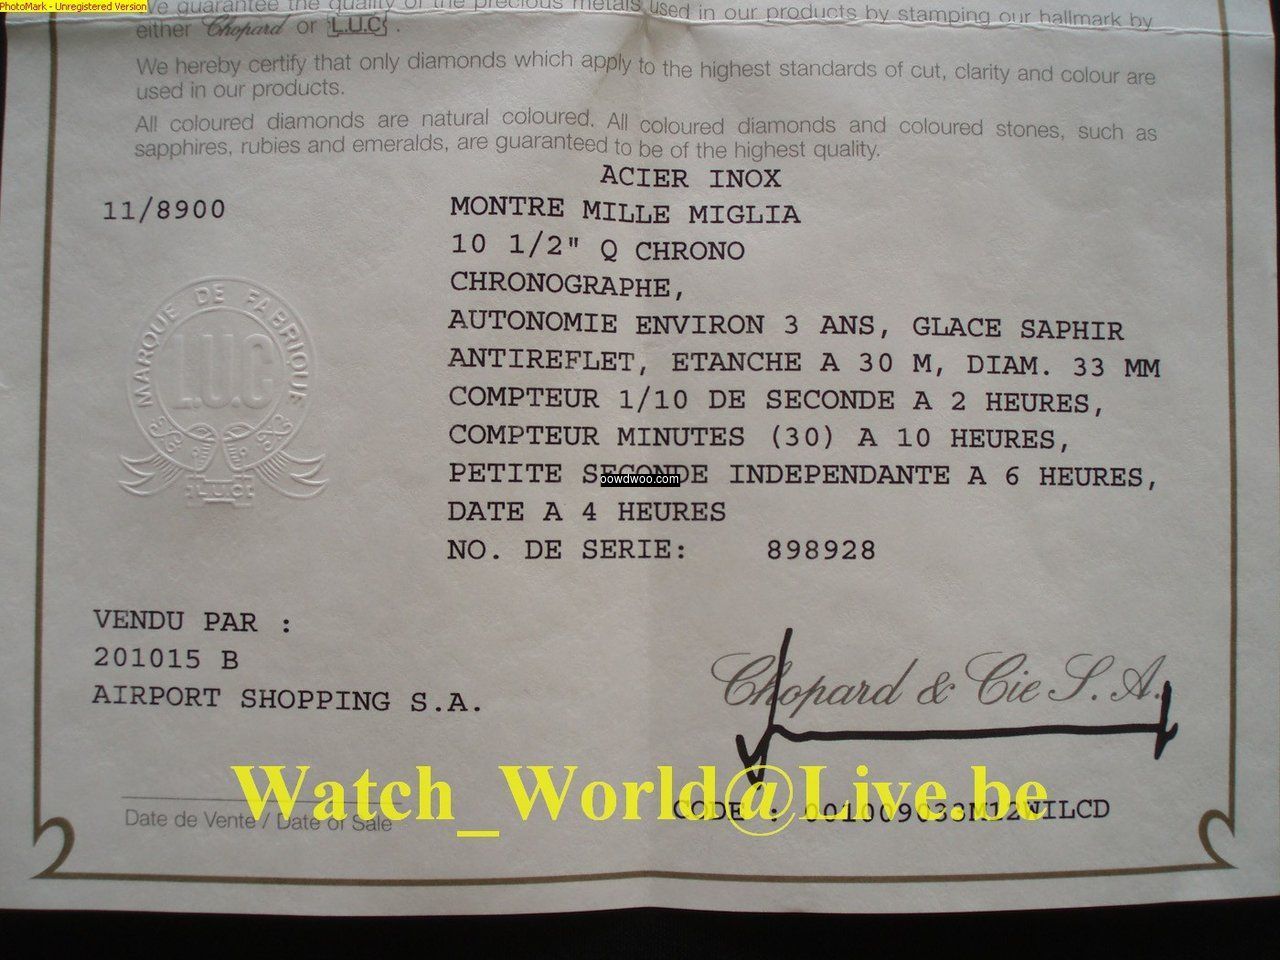 PhotoMark - Unregistered Version
We guarantee the quality of the precious metals used in our products by stamping our hallmark by
either Chopard or L.U.C .
We hereby certify that only diamonds which apply to the highest standards of cut, clarity and colour are
used in our products.
All coloured diamonds are natural coloured. All coloured diamonds and coloured stones, such as
sapphires, rubies and emeralds, are guaranteed to be of the highest quality.
ACIER INOX
11/8900
MONTRE MILLE MIGLIA
10 1/2" Q CHRONO
CHRONOGRAPHE,
AUTONOMIE ENVIRON 3 ANS, GLACE SAPHIR
ANTIREFLET, ETANCHE A 30 M, DIAM. 33 MM
COMPTEUR 1/10 DE SECONDE A 2 HEURES,
COMPTEUR MINUTES (30) A 10 HEURES,
PETITE SECONDE INDEPENDANTE A 6 HEURES,
DATE A 4 HEURES
NO. DE SERIE: 898928
MARQUE DE FABRIQUE
L.U.C
L.U.C
oowdwoo.com
VENDU PAR :
201015 B
AIRPORT SHOPPING S.A.
Chopard & Cie S.A.
Watch_World@Live.be
Date de Vente / Date of Sale
CODE : 001009033M12WILCD